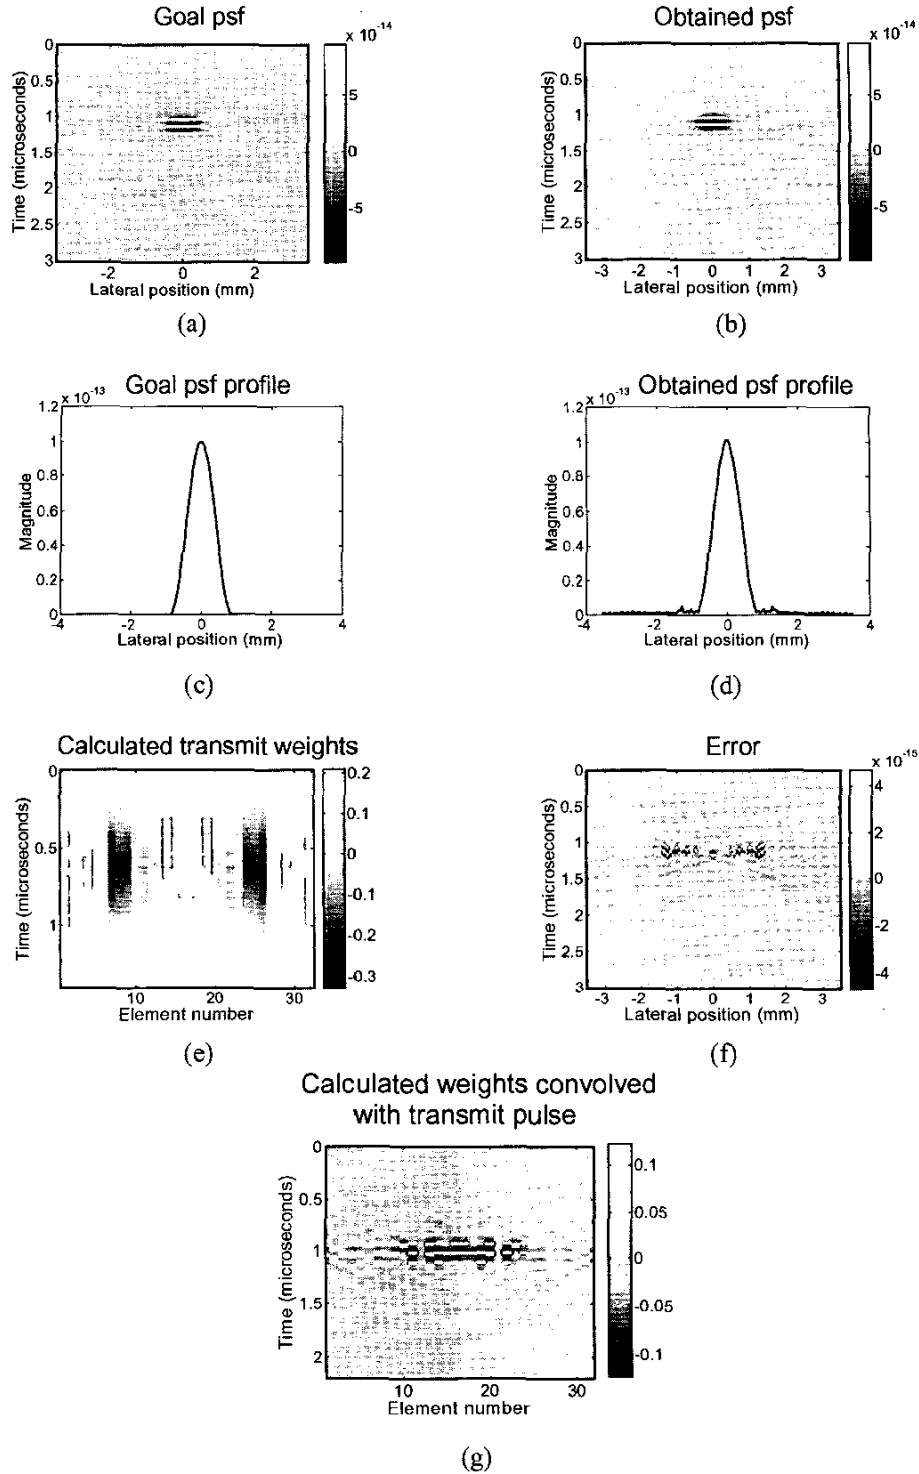 Goal psf
x 10^-14
0
0.5
1
1.5
2
2.5
3
Time (microseconds)
-2 0 2
Lateral position (mm)
5
0
-5
(a)
Obtained psf
x 10^-14
0
0.5
1
1.5
2
2.5
3
Time (microseconds)
-3 -2 -1 0 1 2 3
Lateral position (mm)
5
0
-5
(b)
Goal psf profile
x 10^-13
1.2
1
0.8
0.6
0.4
0.2
0
Magnitude
-4 -2 0 2 4
Lateral position (mm)
(c)
Obtained psf profile
x 10^-13
1.2
1
0.8
0.6
0.4
0.2
0
Magnitude
-4 -2 0 2 4
Lateral position (mm)
(d)
Calculated transmit weights
0
0.5
1
Time (microseconds)
10 20 30
Element number
0.2
0.1
0
-0.1
-0.2
-0.3
(e)
Error
0
0.5
1
1.5
2
2.5
3
Time (microseconds)
-3 -2 -1 0 1 2 3
Lateral position (mm)
4
2
0
-2
-4
(f)
Calculated weights convolved
with transmit pulse
0
0.5
1
1.5
2
Time (microseconds)
10 20 30
Element number
0.1
0.05
0
-0.05
-0.1
(g)